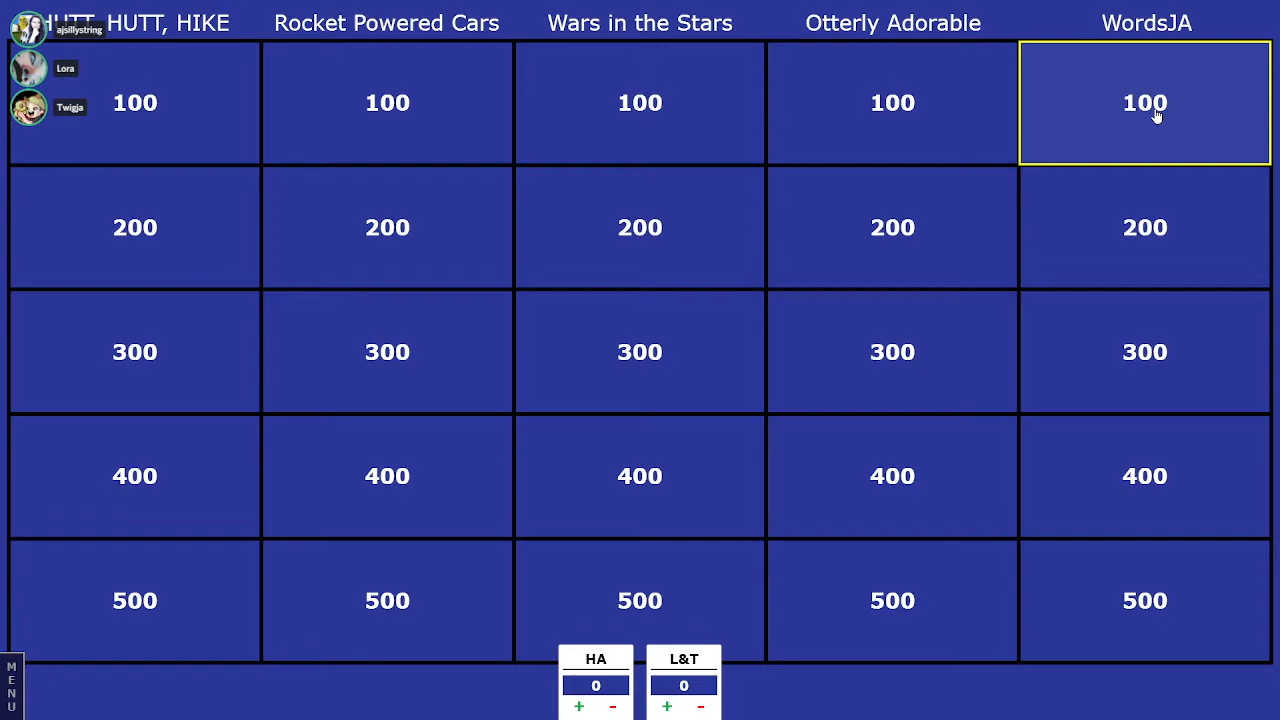 HUTT, HUTT, HIKE Rocket Powered Cars Wars in the Stars Otterly Adorable WordsJA
ajsillystring
Lora
Twigja
100 100 100 100 100
200 200 200 200 200
300 300 300 300 300
400 400 400 400 400
500 500 500 500 500
MENU
HA L&T
0 0
+ - + -